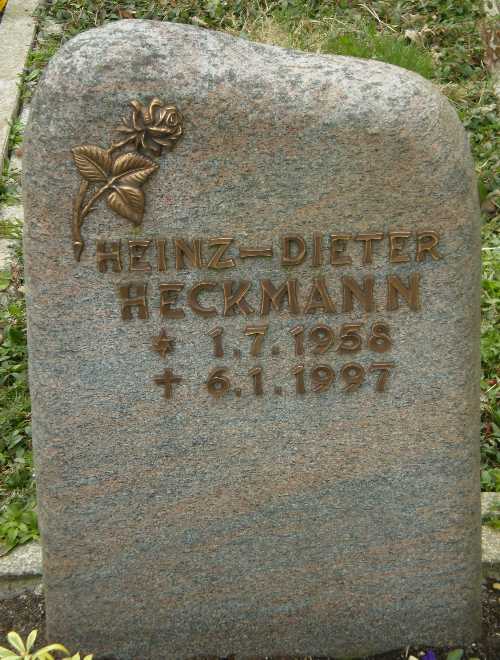 HEINZ-DIETER
HECKMANN
* 1.7.1958
✝ 6.1.1997